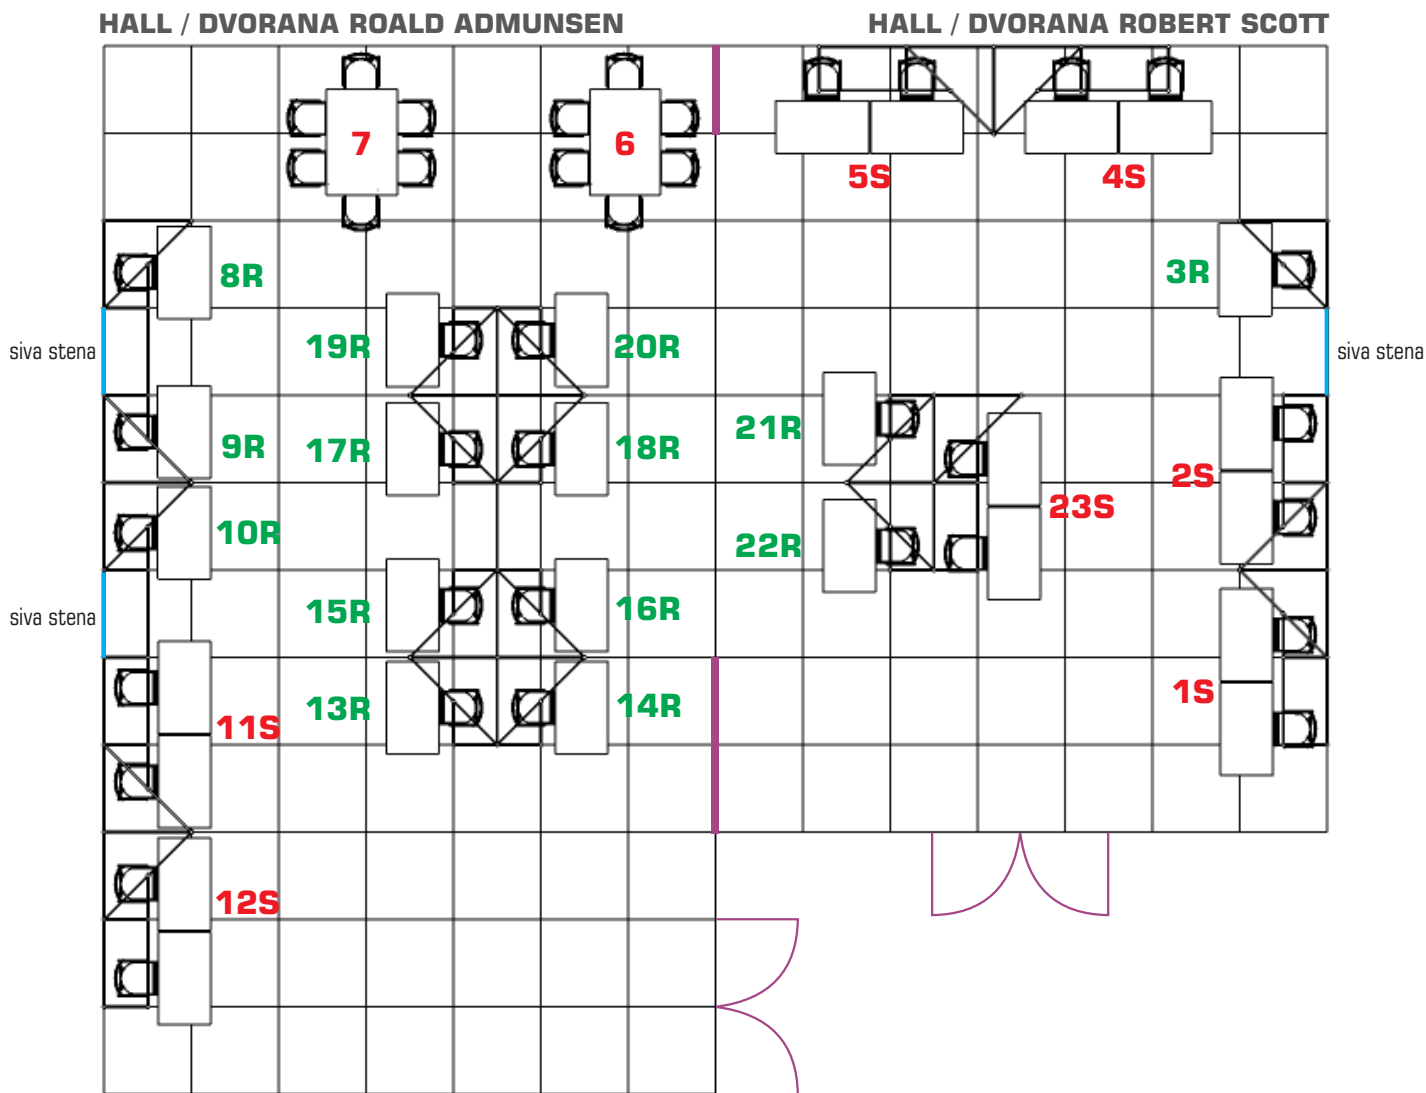 HALL / DVORANA ROALD ADMUNSEN
HALL / DVORANA ROBERT SCOTT
7
6
5S
4S
8R
3R
19R
20R
siva stena
siva stena
9R
17R
18R
21R
2S
23S
10R
22R
15R
16R
siva stena
13R
14R
1S
11S
12S